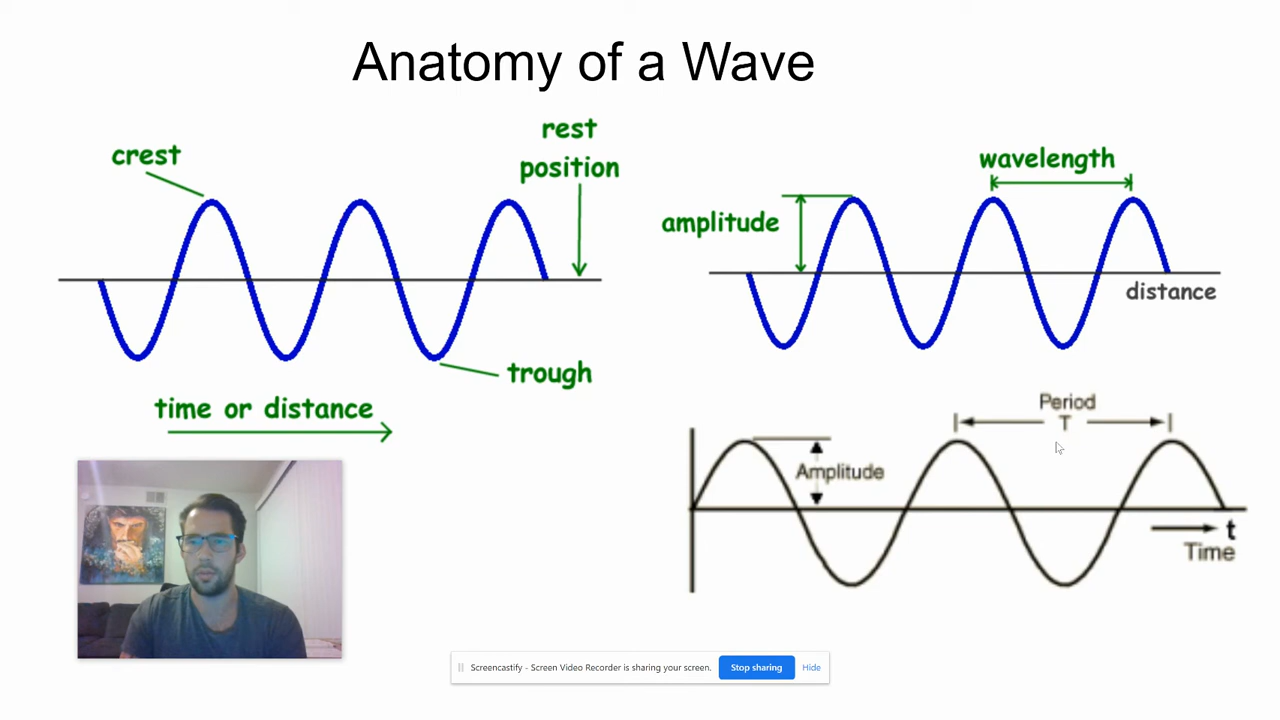 Anatomy of a Wave
crest
rest
position
trough
time or distance
wavelength
amplitude
distance
Period
T
Amplitude
t
Time
Screencastify - Screen Video Recorder is sharing your screen.
Stop sharing
Hide